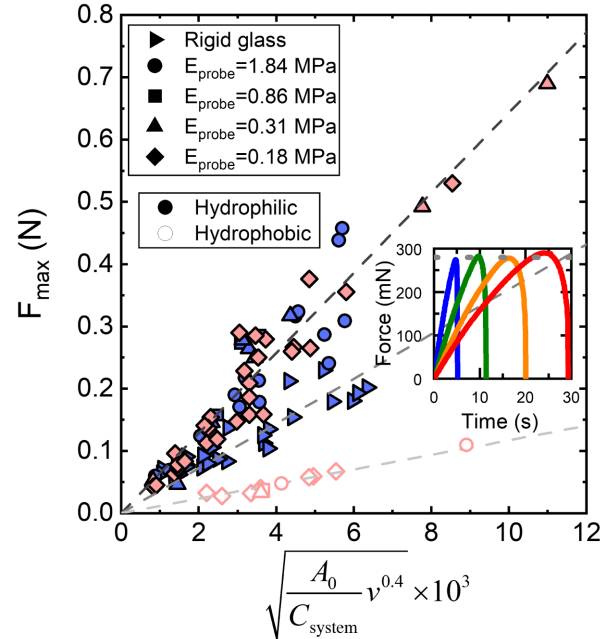 0.8
0.7
0.6
0.5
0.4
0.3
0.2
0.1
0.0
F_max (N)
Rigid glass
E_probe=1.84 MPa
E_probe=0.86 MPa
E_probe=0.31 MPa
E_probe=0.18 MPa
Hydrophilic
Hydrophobic
300
200
100
0
Force (mN)
0 10 20 30
Time (s)
0 2 4 6 8 10 12
√(A_0/C_system v^0.4) ×10^3